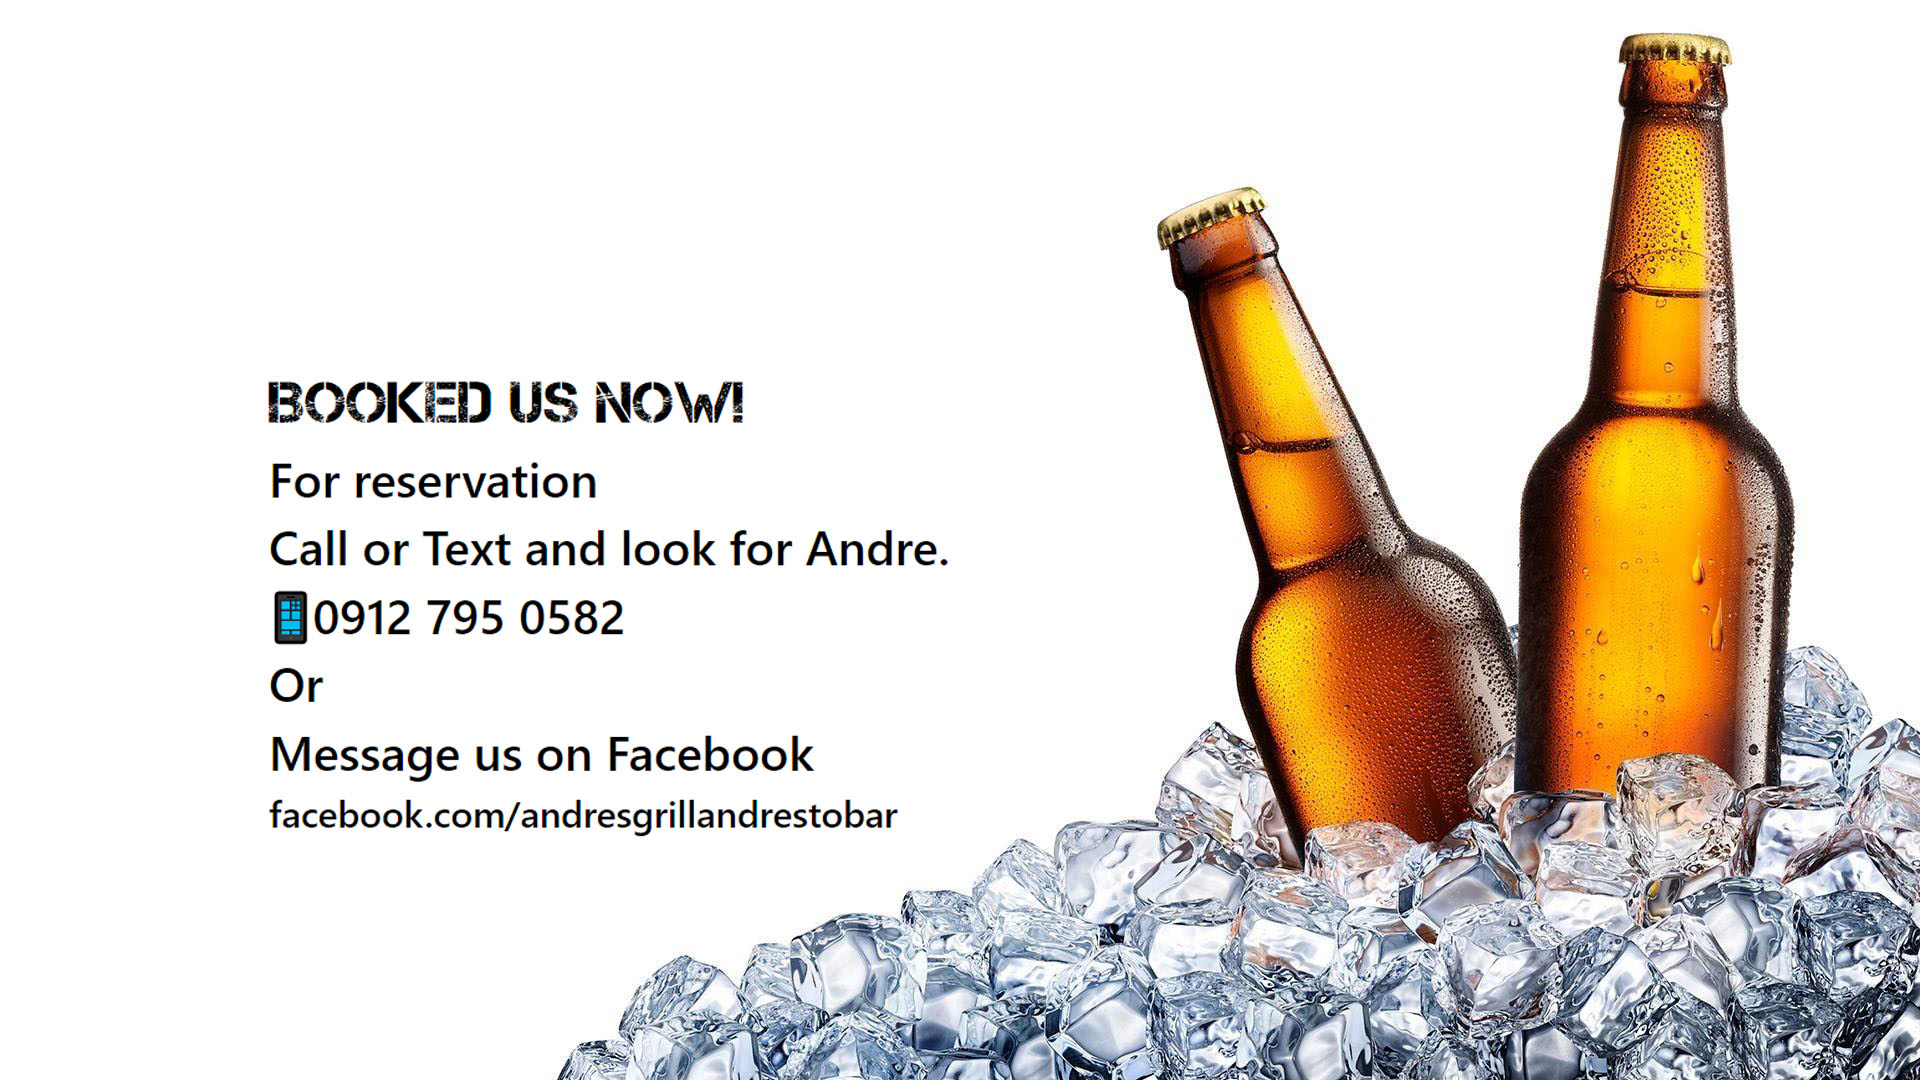 BOOKED US NOW!
For reservation
Call or Text and look for Andre.
📱0912 795 0582
Or
Message us on Facebook
facebook.com/andresgrillandrestobar